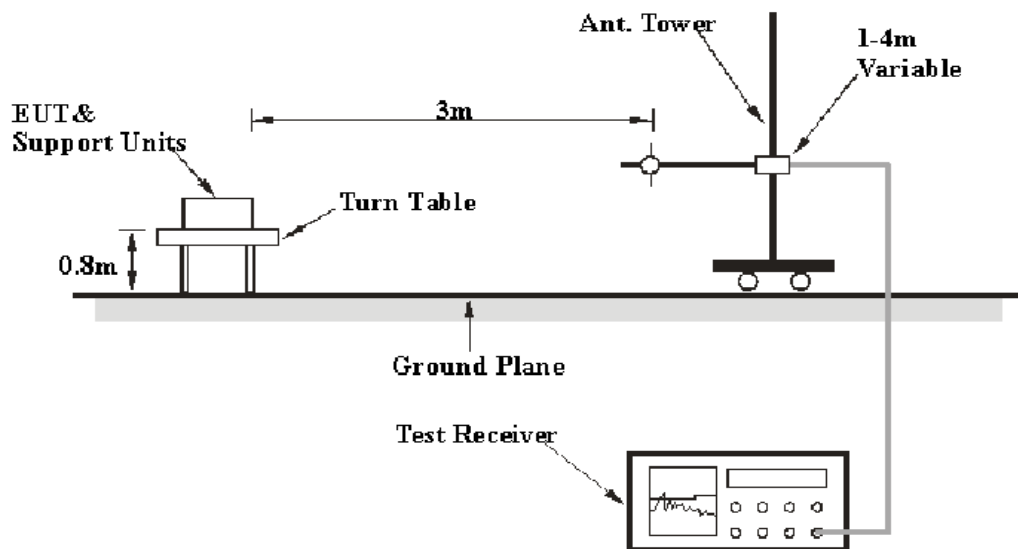 Ant. Tower
1-4m
Variable
3m
EUT&
Support Units
Turn Table
0.8m
Ground Plane
Test Receiver